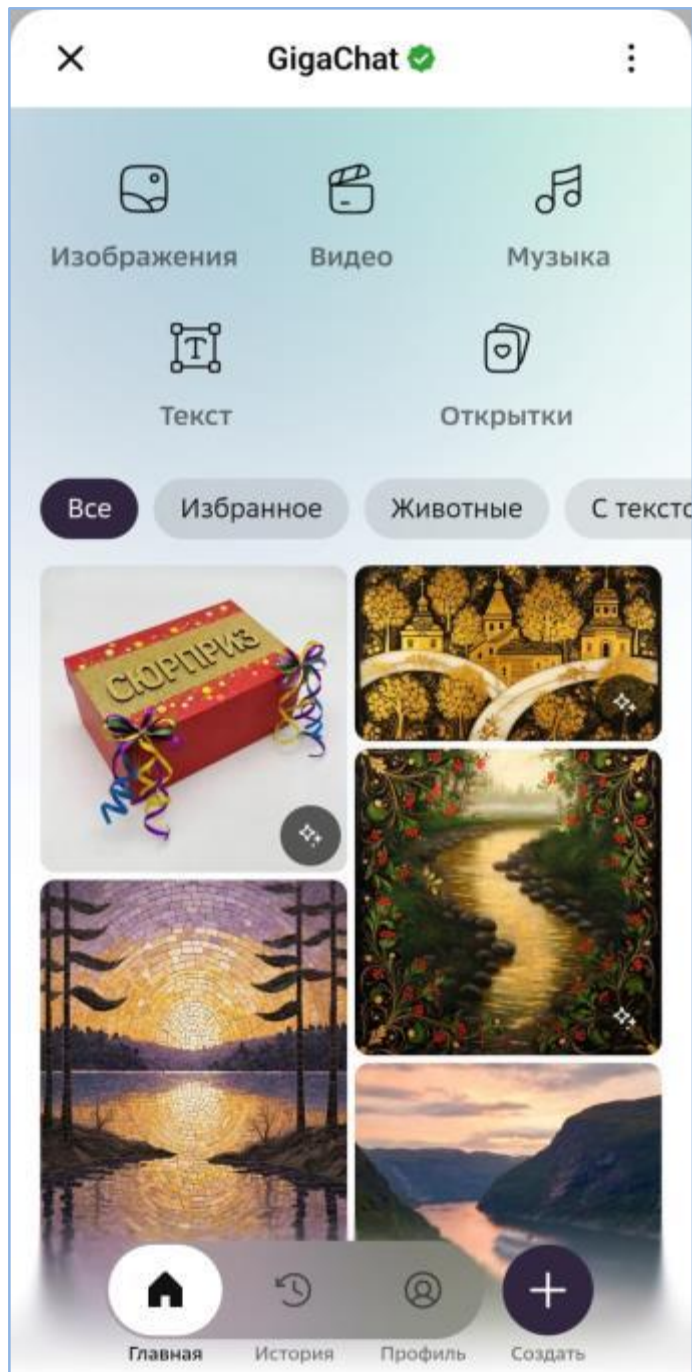 GigaChat
Изображения Видео Музыка
Текст Открытки
Все Избранное Животные С тексто
СЮРПРИЗ
Главная История Профиль Создать